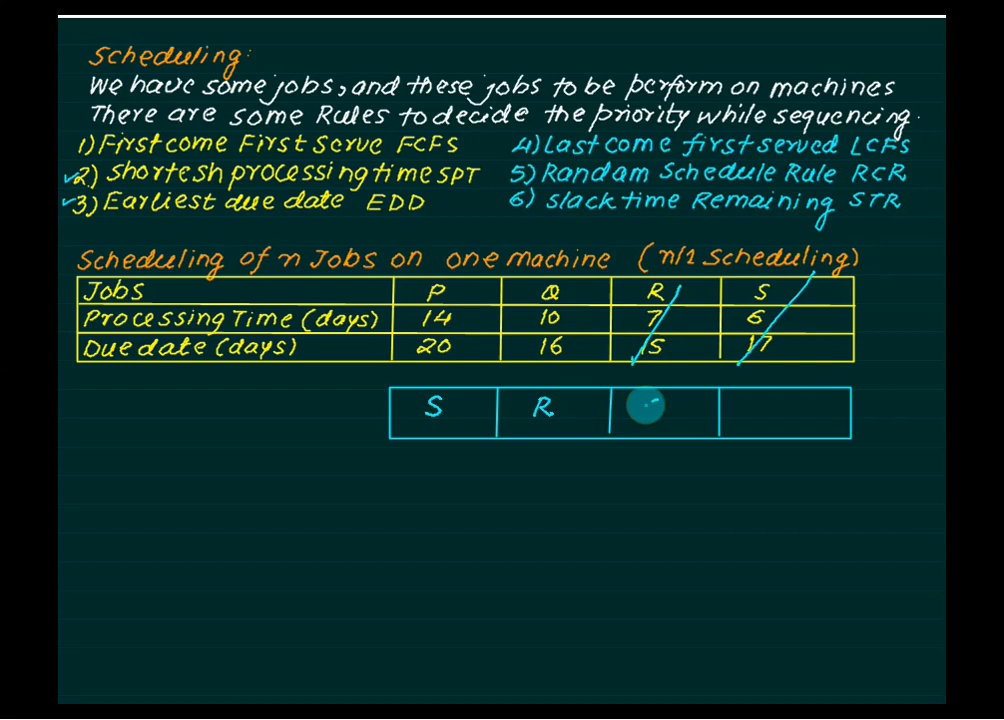 Scheduling:
We have some jobs, and these jobs to be perform on machines
There are some Rules to decide the priority while sequencing.
1) First come First Serve FCFS
4) Last come first served LCFS
2) Shortesh processing time SPT
5) Randam Schedule Rule RCR
3) Earliest due date EDD
6) Slack time Remaining STR
Scheduling of n Jobs on one machine (n/1 Scheduling)
Jobs P Q R S
Processing Time (days) 14 10 7 6
Due date (days) 20 16 15 17
S R